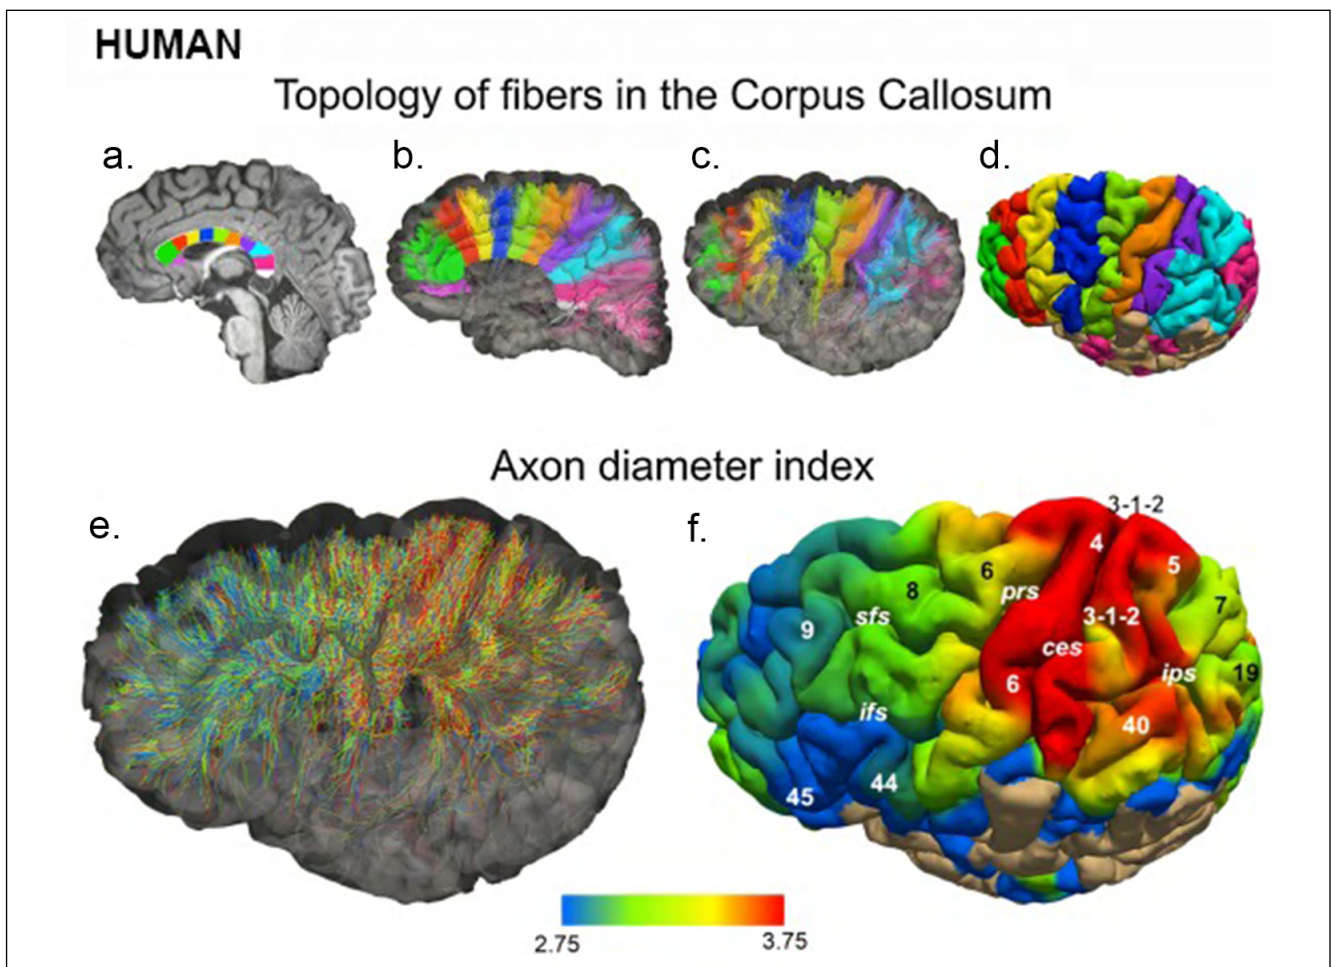 HUMAN
Topology of fibers in the Corpus Callosum
a.
b.
c.
d.
Axon diameter index
e.
f.
3-1-2
4
5
6
prs
8
7
3-1-2
sfs
9
ces
ips
19
6
ifs
40
44
45
2.75
3.75